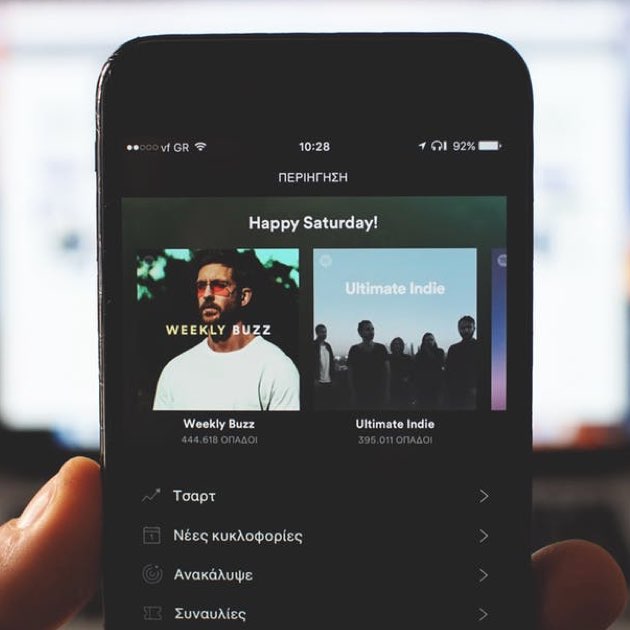 vf GR 10:28 92%
ΠΕΡΙΗΓΗΣΗ
Happy Saturday!
WEEKLY BUZZ
Ultimate Indie
Weekly Buzz
444.618 ΟΠΑΔΟΙ
Ultimate Indie
395.011 ΟΠΑΔΟΙ
Τσαρτ
Νέες κυκλοφορίες
Ανακάλυψε
Συναυλίες